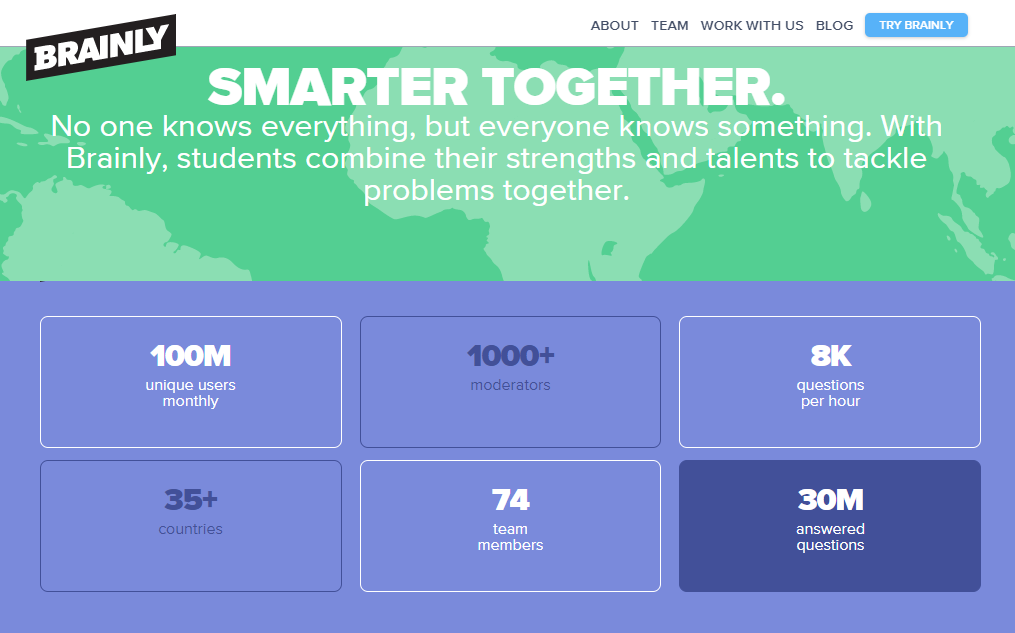 BRAINLY
ABOUT TEAM WORK WITH US BLOG TRY BRAINLY
SMARTER TOGETHER.
No one knows everything, but everyone knows something. With
Brainly, students combine their strengths and talents to tackle
problems together.
100M
unique users
monthly
1000+
moderators
8K
questions
per hour
35+
countries
74
team
members
30M
answered
questions